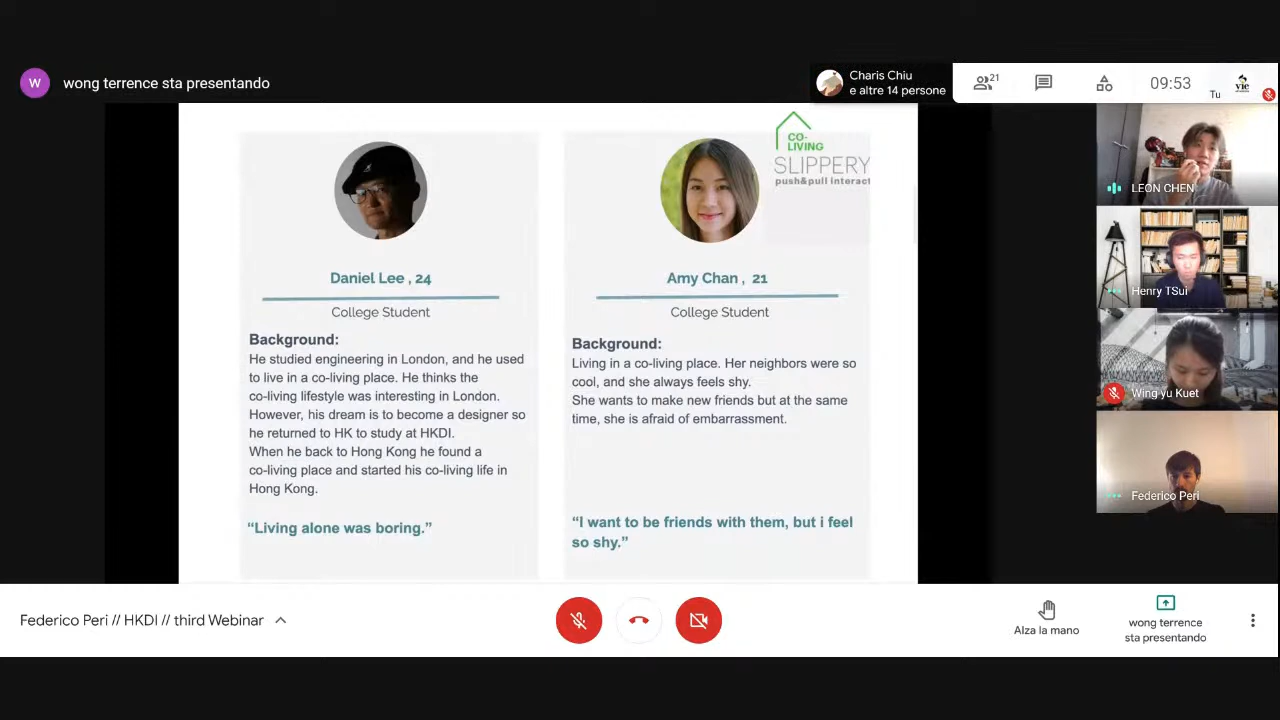 W
wong terrence sta presentando
Charis Chiu
e altre 14 persone
21
09:53
Tu
vie
CO-
LIVING
SLIPPERY
push&pull interact
Daniel Lee , 24
College Student
Background:
He studied engineering in London, and he used
to live in a co-living place. He thinks the
co-living lifestyle was interesting in London.
However, his dream is to become a designer so
he returned to HK to study at HKDI.
When he back to Hong Kong he found a
co-living place and started his co-living life in
Hong Kong.
“Living alone was boring.”
Amy Chan , 21
College Student
Background:
Living in a co-living place. Her neighbors were so
cool, and she always feels shy.
She wants to make new friends but at the same
time, she is afraid of embarrassment.
“I want to be friends with them, but i feel
so shy.”
LEON CHEN
Henry TSui
Wing yu Kuet
Federico Peri
Federico Peri // HKDI // third Webinar
Alza la mano
wong terrence
sta presentando